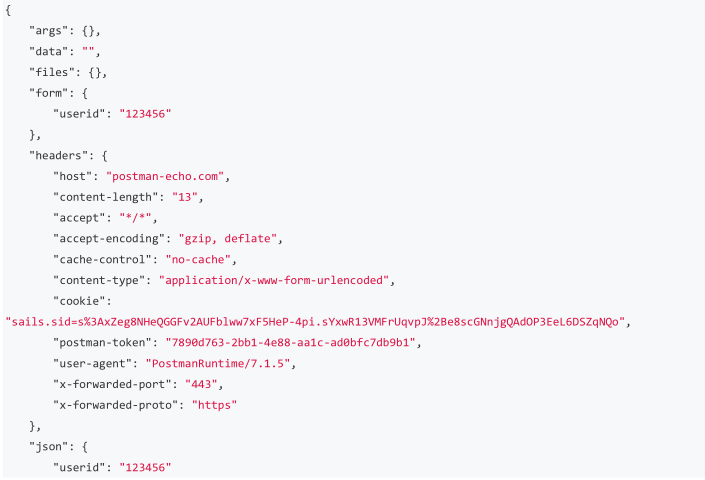 {
"args": {},
"data": "",
"files": {},
"form": {
"userid": "123456"
},
"headers": {
"host": "postman-echo.com",
"content-length": "13",
"accept": "*/*",
"accept-encoding": "gzip, deflate",
"cache-control": "no-cache",
"content-type": "application/x-www-form-urlencoded",
"cookie":
"sails.sid=s%3AxZeg8NHeQGGFv2AUFblww7xF5HeP-4pi.sYxwR13VMFrUqvpJ%2Be8scGNnjgQAdOP3EeL6DSZqNQo",
"postman-token": "7890d763-2bb1-4e88-aa1c-ad0bfc7db9b1",
"user-agent": "PostmanRuntime/7.1.5",
"x-forwarded-port": "443",
"x-forwarded-proto": "https"
},
"json": {
"userid": "123456"